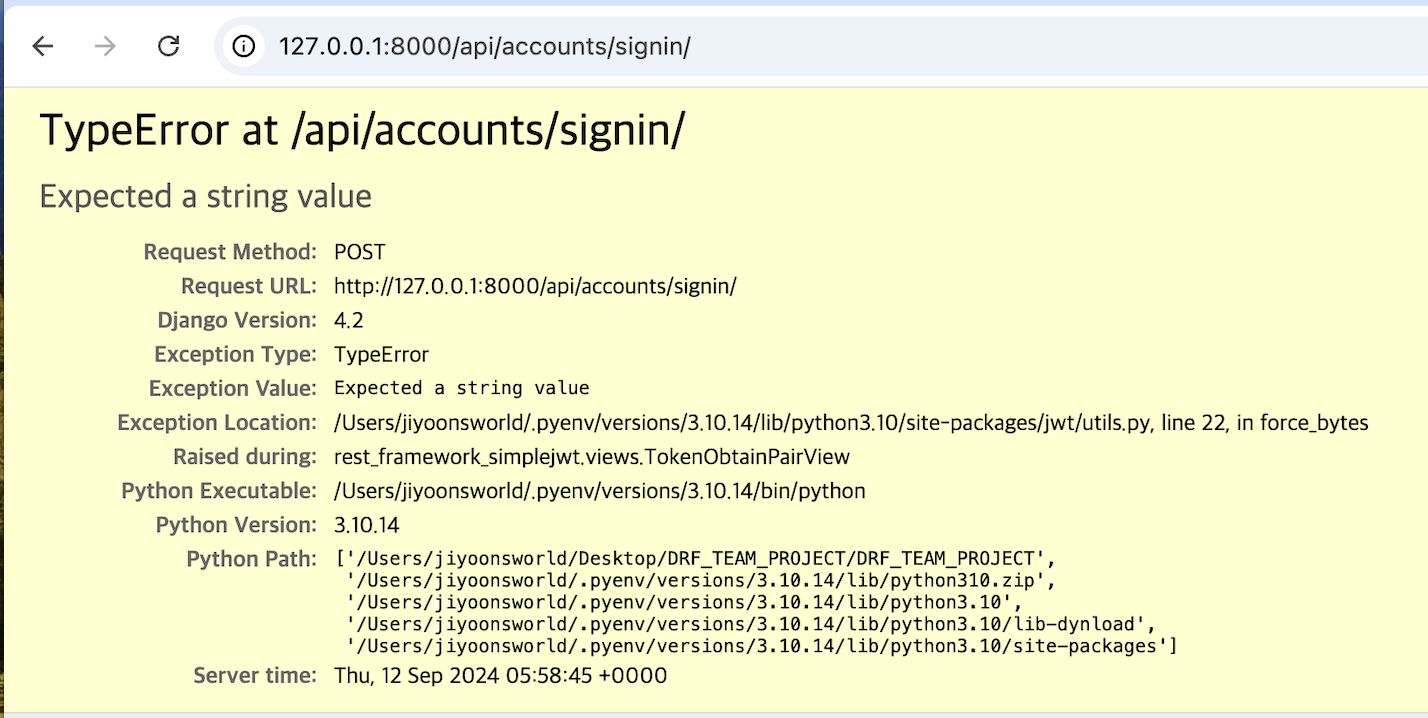 127.0.0.1:8000/api/accounts/signin/
TypeError at /api/accounts/signin/
Expected a string value
Request Method: POST
Request URL: http://127.0.0.1:8000/api/accounts/signin/
Django Version: 4.2
Exception Type: TypeError
Exception Value: Expected a string value
Exception Location: /Users/jiyoonsworld/.pyenv/versions/3.10.14/lib/python3.10/site-packages/jwt/utils.py, line 22, in force_bytes
Raised during: rest_framework_simplejwt.views.TokenObtainPairView
Python Executable: /Users/jiyoonsworld/.pyenv/versions/3.10.14/bin/python
Python Version: 3.10.14
Python Path: ['/Users/jiyoonsworld/Desktop/DRF_TEAM_PROJECT/DRF_TEAM_PROJECT',
'/Users/jiyoonsworld/.pyenv/versions/3.10.14/lib/python310.zip',
'/Users/jiyoonsworld/.pyenv/versions/3.10.14/lib/python3.10',
'/Users/jiyoonsworld/.pyenv/versions/3.10.14/lib/python3.10/lib-dynload',
'/Users/jiyoonsworld/.pyenv/versions/3.10.14/lib/python3.10/site-packages']
Server time: Thu, 12 Sep 2024 05:58:45 +0000